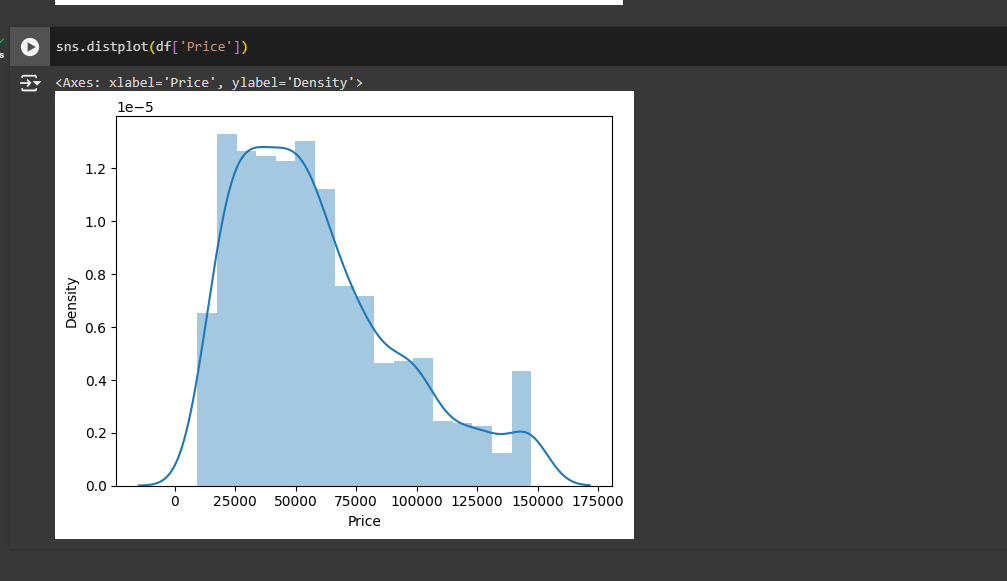 s
sns.distplot(df['Price'])
<Axes: xlabel='Price', ylabel='Density'>
1e−5
1.2
1.0
0.8
0.6
0.4
0.2
0.0
Density
0 25000 50000 75000 100000 125000 150000 175000
Price